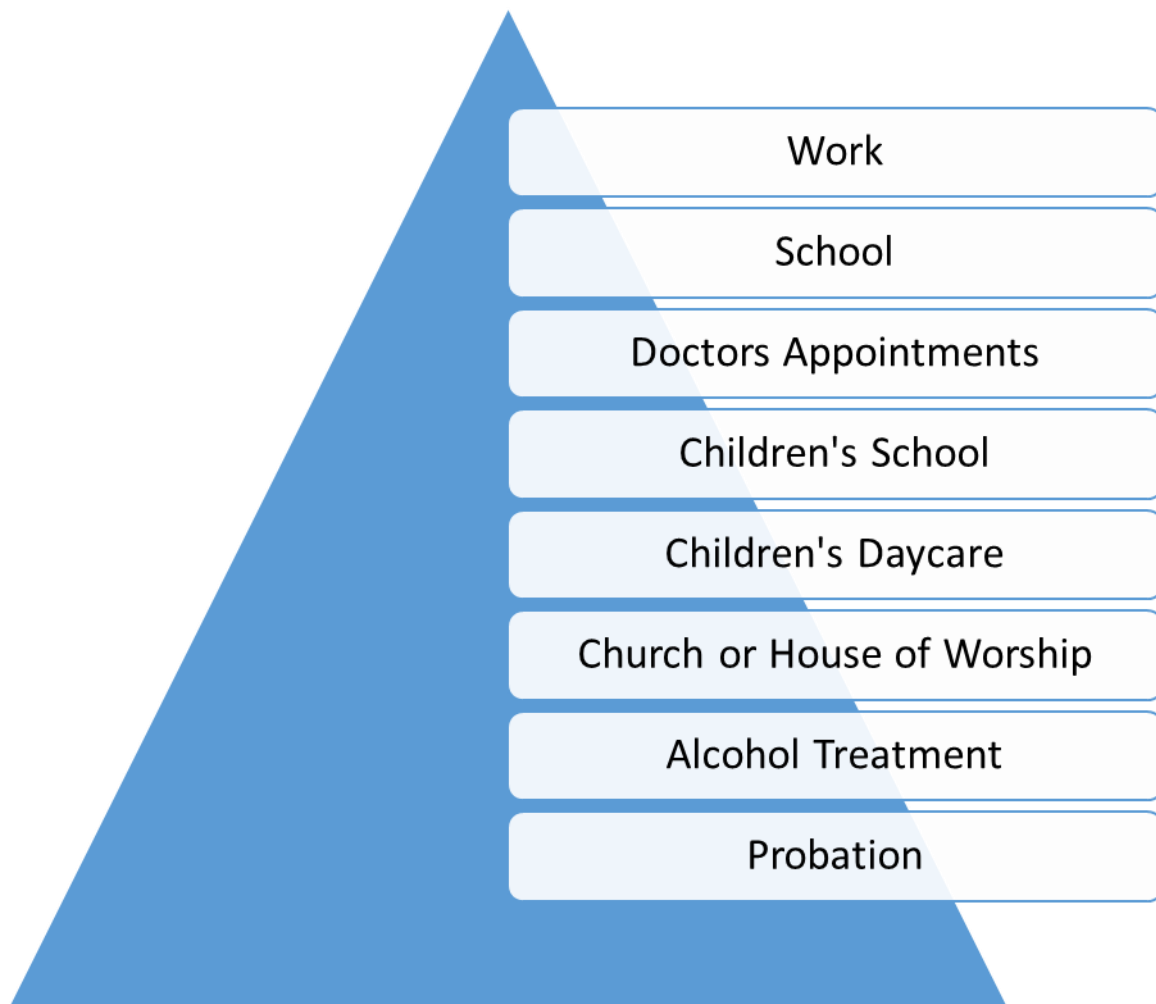 Work
School
Doctors Appointments
Children's School
Children's Daycare
Church or House of Worship
Alcohol Treatment
Probation